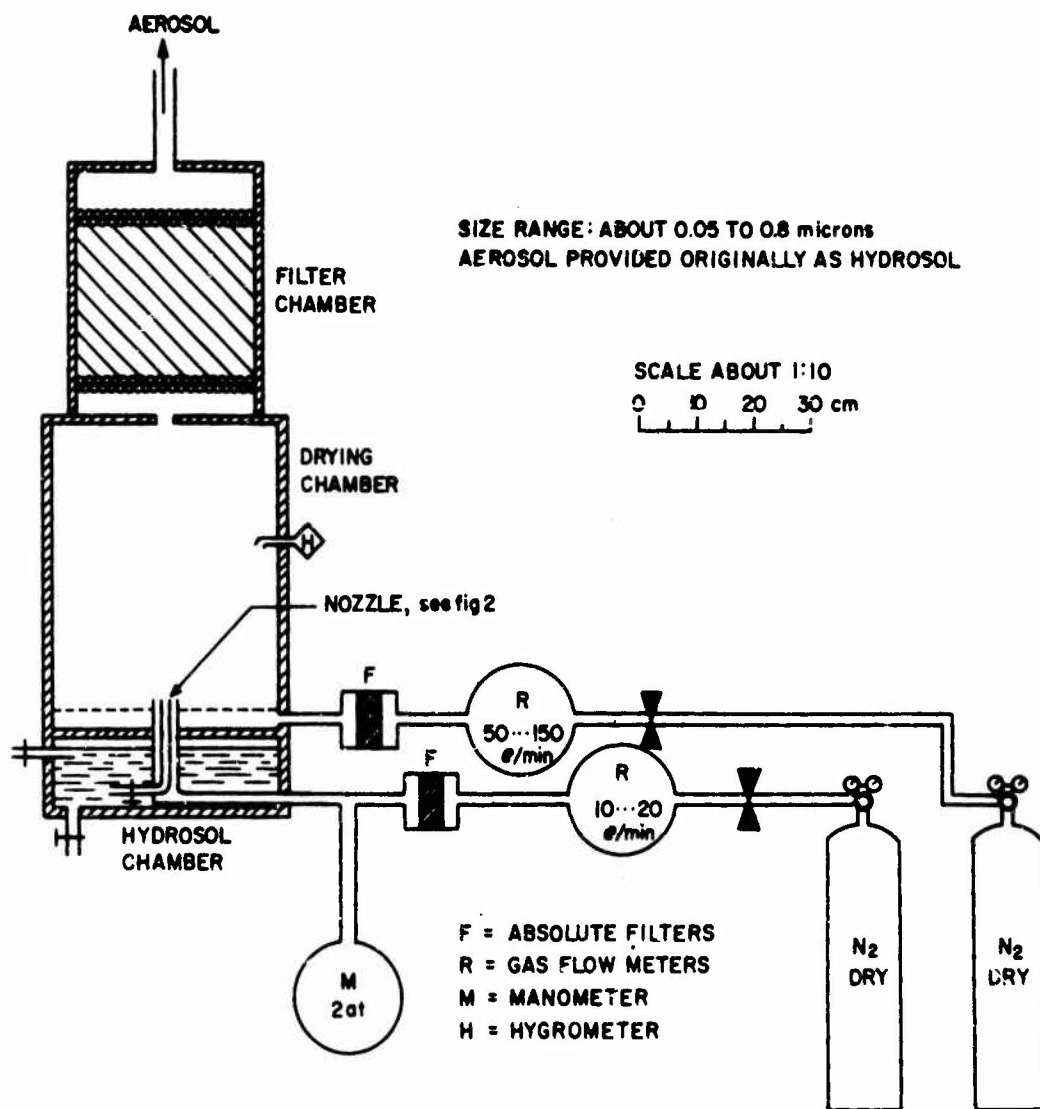 AEROSOL
SIZE RANGE: ABOUT 0.05 TO 0.8 microns
AEROSOL PROVIDED ORIGINALLY AS HYDROSOL
FILTER
CHAMBER
SCALE ABOUT 1:10
0 10 20 30 cm
DRYING
CHAMBER
H
NOZZLE, see fig 2
F
R
50···150
ℓ/min
F
R
10···20
ℓ/min
HYDROSOL
CHAMBER
M
2at
F = ABSOLUTE FILTERS
R = GAS FLOW METERS
M = MANOMETER
H = HYGROMETER
N₂
DRY
N₂
DRY